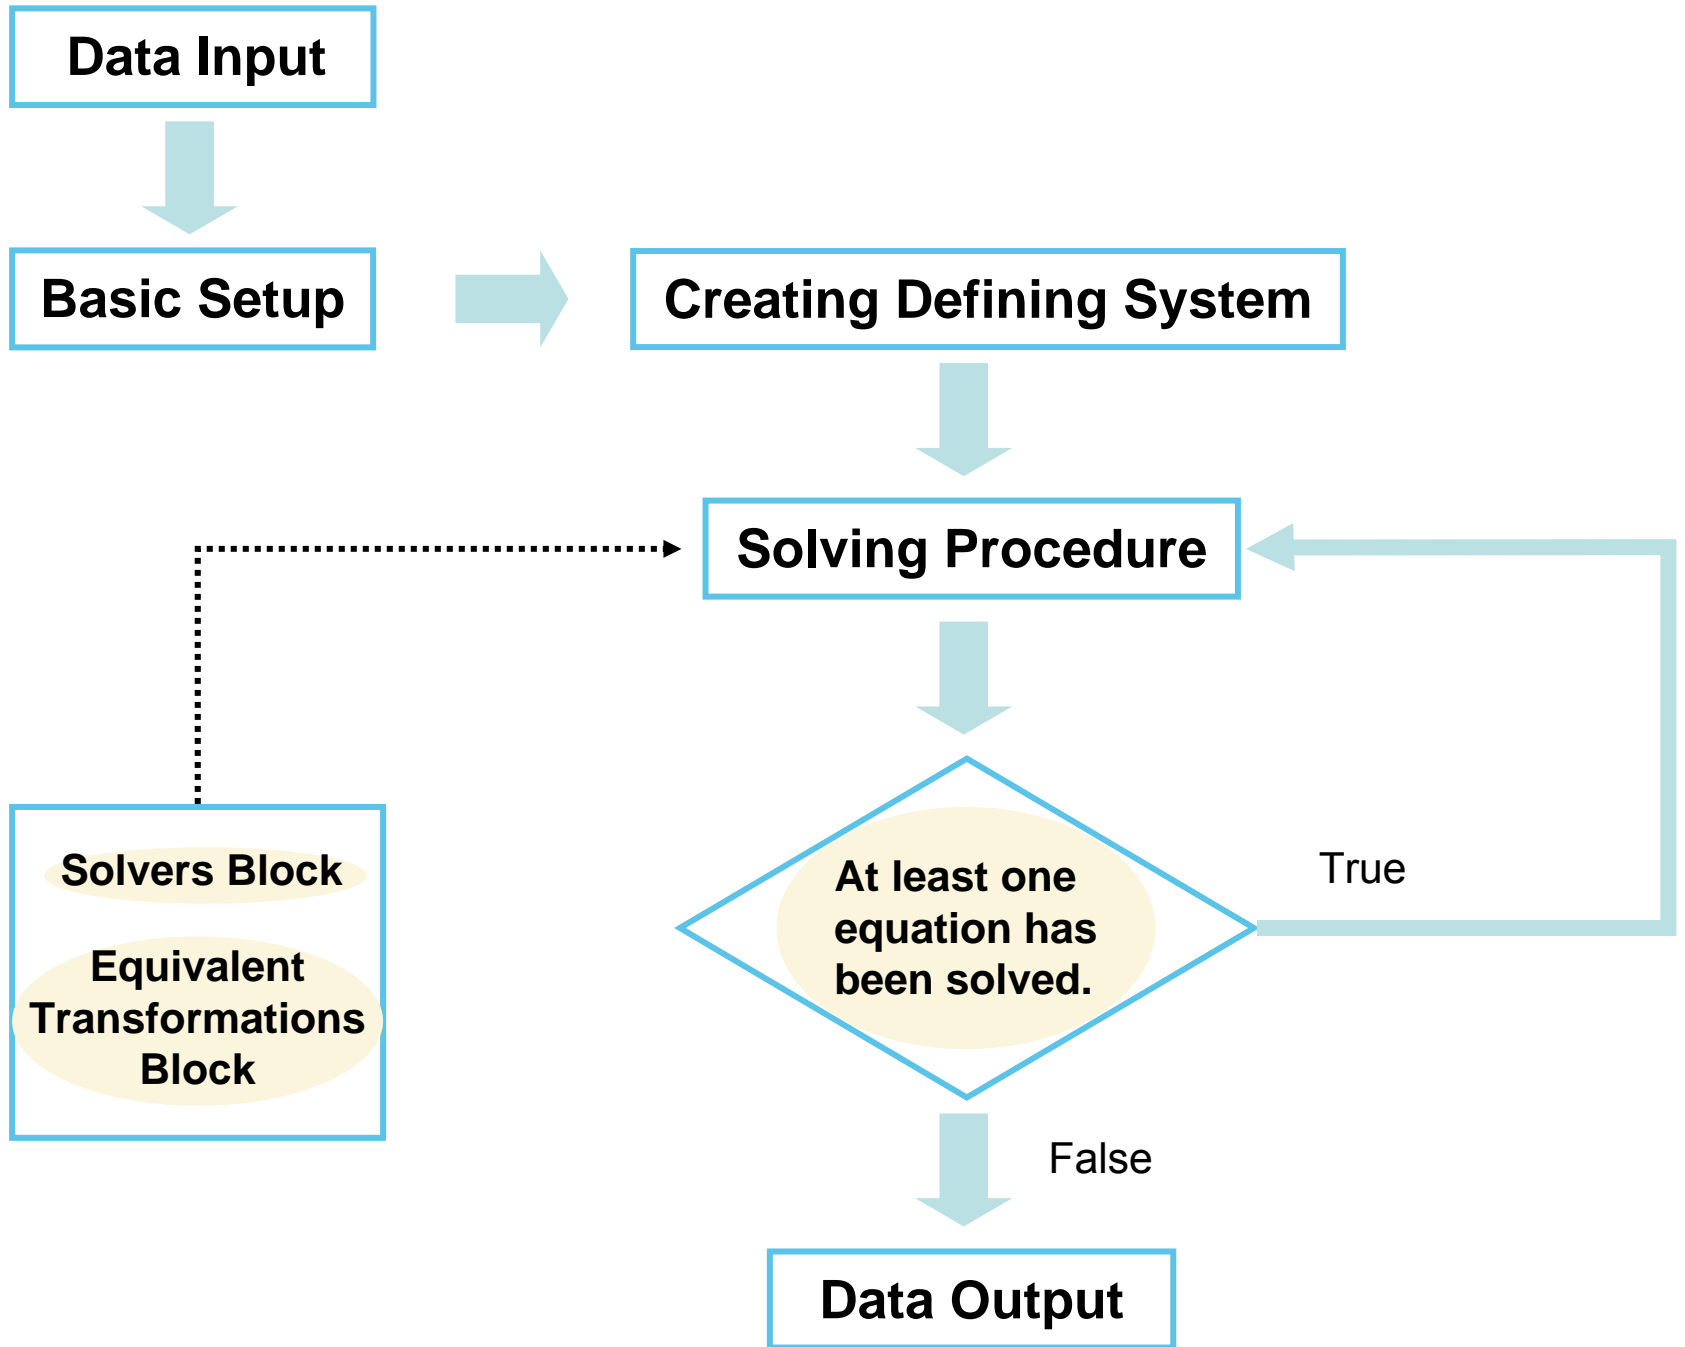 Data Input
Basic Setup
Creating Defining System
Solving Procedure
Solvers Block
Equivalent
Transformations
Block
At least one
equation has
been solved.
True
False
Data Output